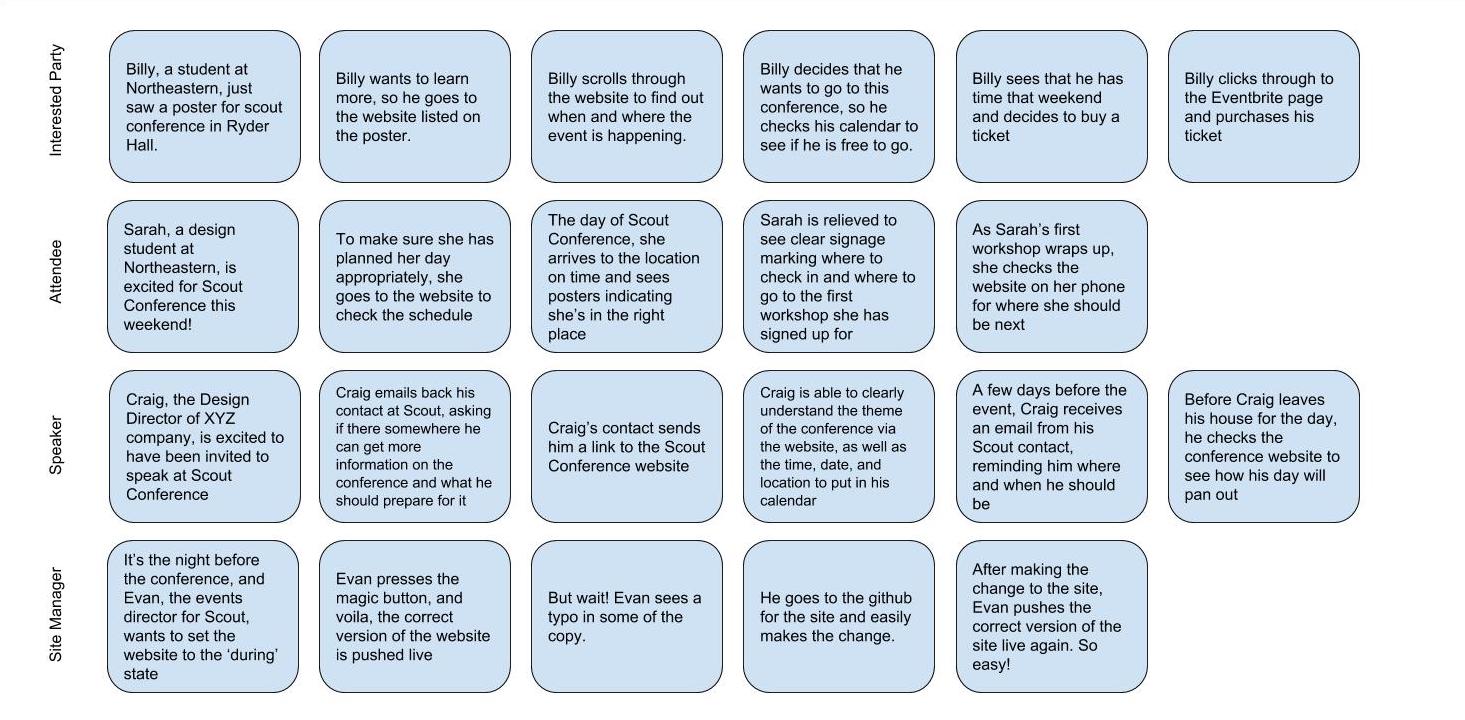 Interested Party
Billy, a student at
Northeastern, just
saw a poster for scout
conference in Ryder
Hall.
Billy wants to learn
more, so he goes to
the website listed on
the poster.
Billy scrolls through
the website to find out
when and where the
event is happening.
Billy decides that he
wants to go to this
conference, so he
checks his calendar to
see if he is free to go.
Billy sees that he has
time that weekend
and decides to buy a
ticket
Billy clicks through to
the Eventbrite page
and purchases his
ticket
Attendee
Sarah, a design
student at
Northeastern, is
excited for Scout
Conference this
weekend!
To make sure she has
planned her day
appropriately, she
goes to the website to
check the schedule
The day of Scout
Conference, she
arrives to the location
on time and sees
posters indicating
she's in the right
place
Sarah is relieved to
see clear signage
marking where to
check in and where to
go to the first
workshop she has
signed up for
As Sarah's first
workshop wraps up,
she checks the
website on her phone
for where she should
be next
Speaker
Craig, the Design
Director of XYZ
company, is excited to
have been invited to
speak at Scout
Conference
Craig emails back his
contact at Scout, asking
if there somewhere he
can get more
information on the
conference and what he
should prepare for it
Craig's contact sends
him a link to the Scout
Conference website
Craig is able to clearly
understand the theme
of the conference via
the website, as well as
the time, date, and
location to put in his
calendar
A few days before the
event, Craig receives
an email from his
Scout contact,
reminding him where
and when he should
be
Before Craig leaves
his house for the day,
he checks the
conference website to
see how his day will
pan out
Site Manager
It's the night before
the conference, and
Evan, the events
director for Scout,
wants to set the
website to the 'during'
state
Evan presses the
magic button, and
voila, the correct
version of the website
is pushed live
But wait! Evan sees a
typo in some of the
copy.
He goes to the github
for the site and easily
makes the change.
After making the
change to the site,
Evan pushes the
correct version of the
site live again. So
easy!